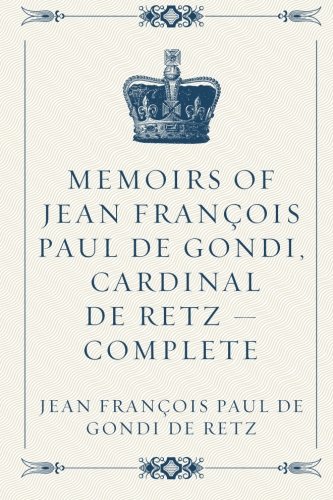 MEMOIRS OF
JEAN FRANÇOIS
PAUL DE GONDI,
CARDINAL
DE RETZ —
COMPLETE
JEAN FRANÇOIS PAUL DE
GONDI DE RETZ